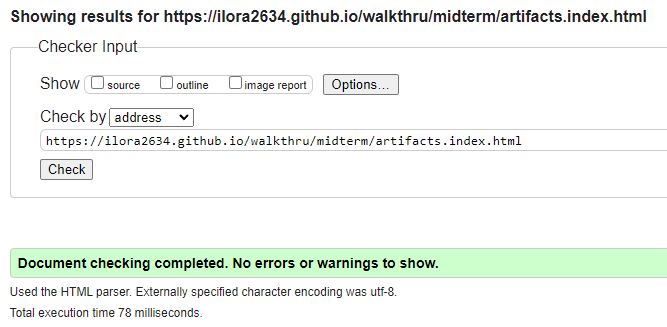 Showing results for https://ilora2634.github.io/walkthru/midterm/artifacts.index.html
Checker Input
Show source outline image report Options...
Check by address
https://ilora2634.github.io/walkthru/midterm/artifacts.index.html
Check
Document checking completed. No errors or warnings to show.
Used the HTML parser. Externally specified character encoding was utf-8.
Total execution time 78 milliseconds.